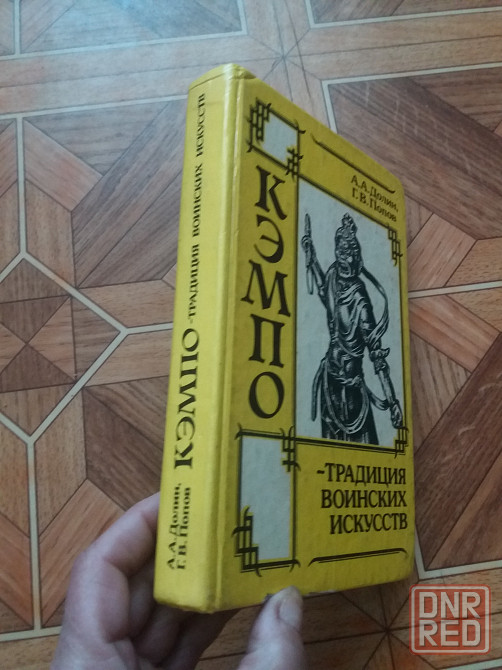 А.А.Долин,
Г.В.Попов
КЭМПО
-ТРАДИЦИЯ
ВОИНСКИХ
ИСКУССТВ
А.А.Долин,
Г.В.Попов
КЭМПО
-ТРАДИЦИЯ ВОИНСКИХ ИСКУССТВ
DNR
RED